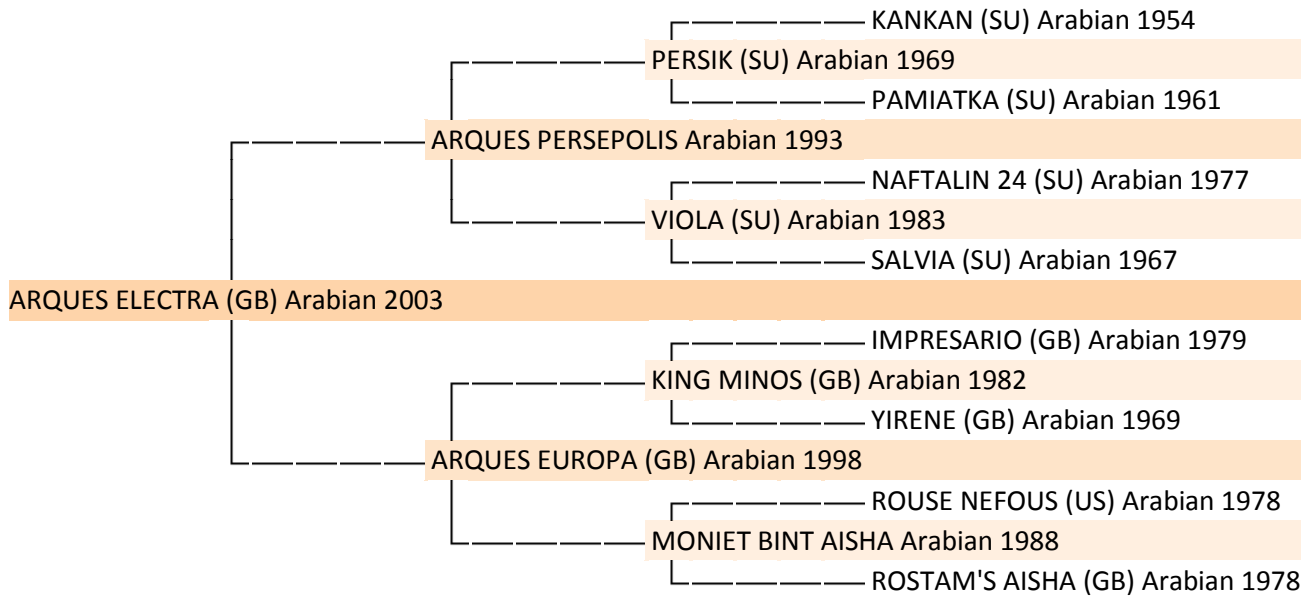 KANKAN (SU) Arabian 1954
PERSIK (SU) Arabian 1969
PAMIATKA (SU) Arabian 1961
ARQUES PERSEPOLIS Arabian 1993
NAFTALIN 24 (SU) Arabian 1977
VIOLA (SU) Arabian 1983
SALVIA (SU) Arabian 1967
ARQUES ELECTRA (GB) Arabian 2003
IMPRESARIO (GB) Arabian 1979
KING MINOS (GB) Arabian 1982
YIRENE (GB) Arabian 1969
ARQUES EUROPA (GB) Arabian 1998
ROUSE NEFOUS (US) Arabian 1978
MONIET BINT AISHA Arabian 1988
ROSTAM'S AISHA (GB) Arabian 1978